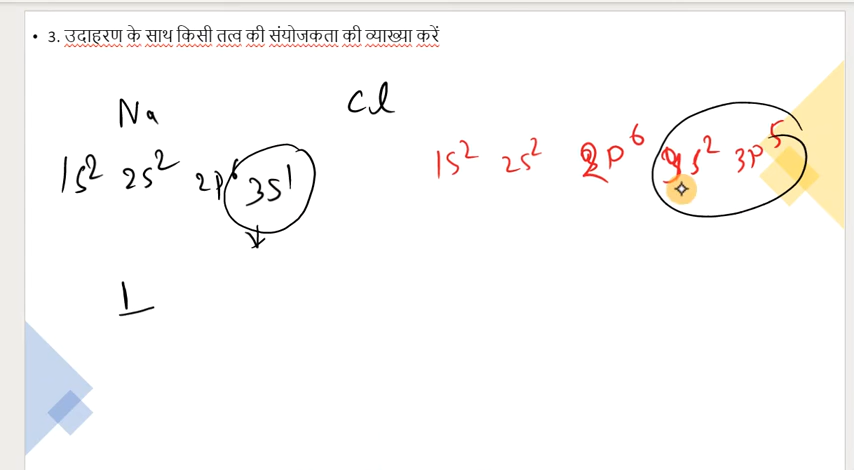 • 3. उदाहरण के साथ किसी तत्व की संयोजकता की व्याख्या करें
Na Cl
1s² 2s² 2p⁶ 3s¹ 1s² 2s² 2p⁶ 3s² 3p⁵
1